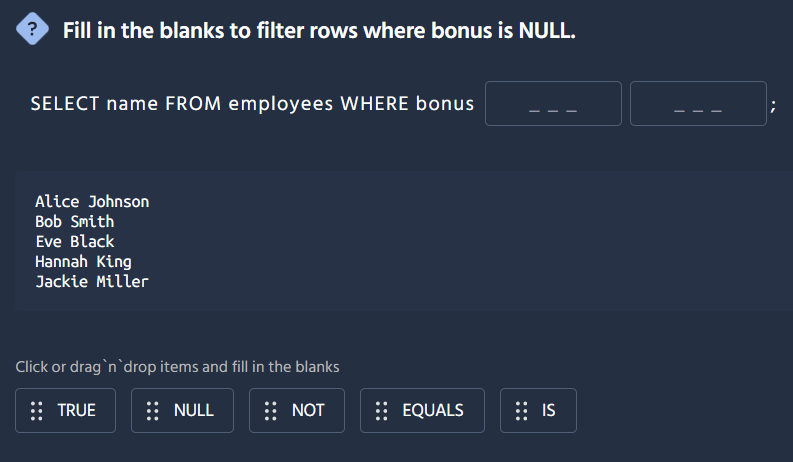 ? Fill in the blanks to filter rows where bonus is NULL.
SELECT name FROM employees WHERE bonus _ _ _ _ _ _ ;
Alice Johnson
Bob Smith
Eve Black
Hannah King
Jackie Miller
Click or drag`n`drop items and fill in the blanks
TRUE NULL NOT EQUALS IS